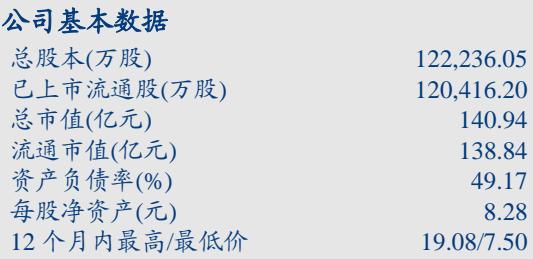 公司基本数据
总股本(万股) 122,236.05
已上市流通股(万股) 120,416.20
总市值(亿元) 140.94
流通市值(亿元) 138.84
资产负债率(%) 49.17
每股净资产(元) 8.28
12 个月内最高/最低价 19.08/7.50